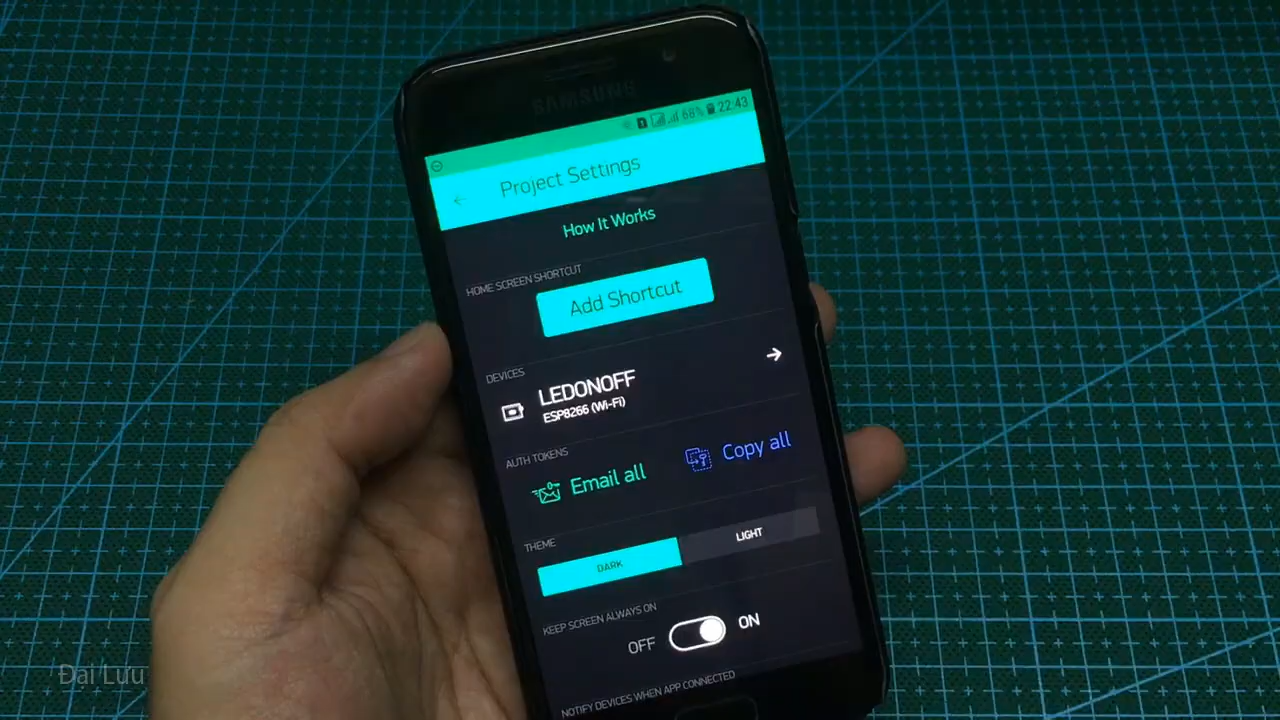 SAMSUNG
68% 22:43
Project Settings
How It Works
HOME SCREEN SHORTCUT
Add Shortcut
DEVICES
LEDONOFF
ESP8266 (Wi-Fi)
AUTH TOKENS
Email all
Copy all
THEME
DARK
LIGHT
KEEP SCREEN ALWAYS ON
OFF
ON
NOTIFY DEVICES WHEN APP CONNECTED
Đại Lưu